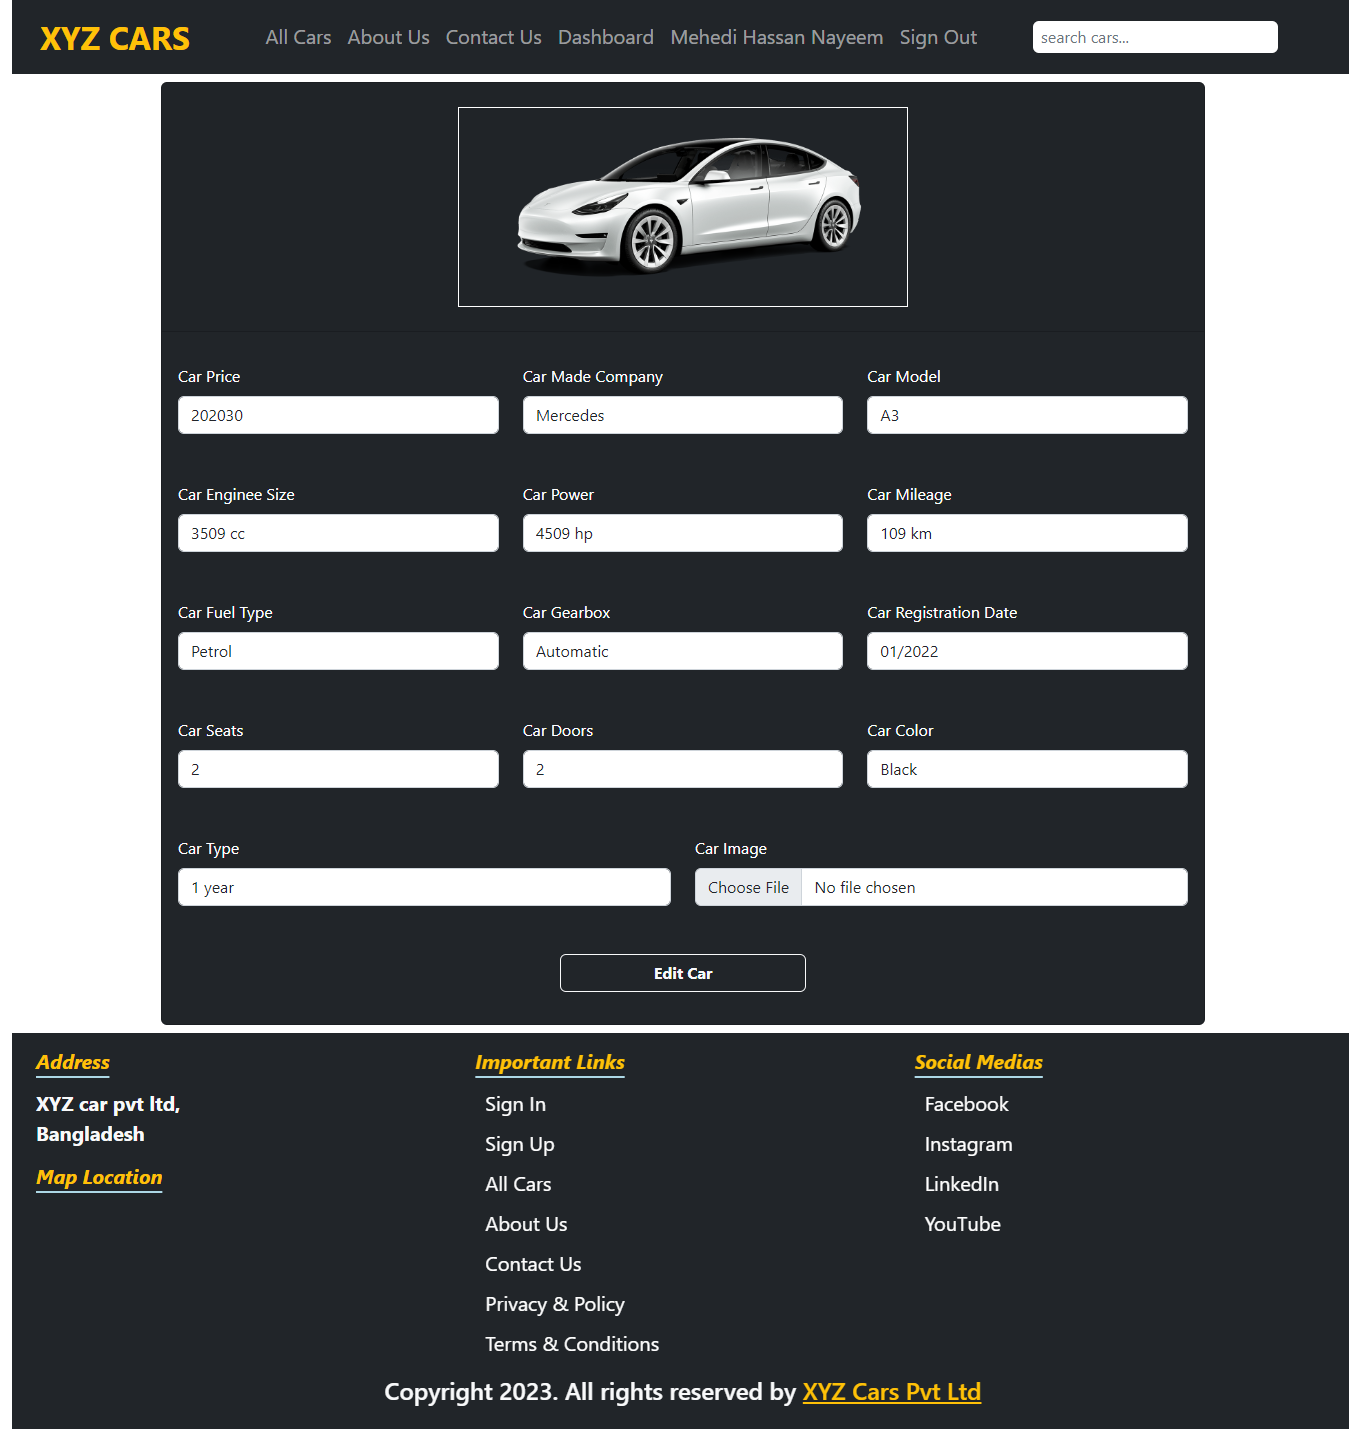 XYZ CARS
All Cars About Us Contact Us Dashboard Mehedi Hassan Nayeem Sign Out
search cars...
Car Price Car Made Company Car Model
202030 Mercedes A3
Car Enginee Size Car Power Car Mileage
3509 cc 4509 hp 109 km
Car Fuel Type Car Gearbox Car Registration Date
Petrol Automatic 01/2022
Car Seats Car Doors Car Color
2 2 Black
Car Type Car Image
1 year Choose File No file chosen
Edit Car
Address
XYZ car pvt ltd,
Bangladesh
Map Location
Important Links
Sign In
Sign Up
All Cars
About Us
Contact Us
Privacy & Policy
Terms & Conditions
Social Medias
Facebook
Instagram
LinkedIn
YouTube
Copyright 2023. All rights reserved by XYZ Cars Pvt Ltd